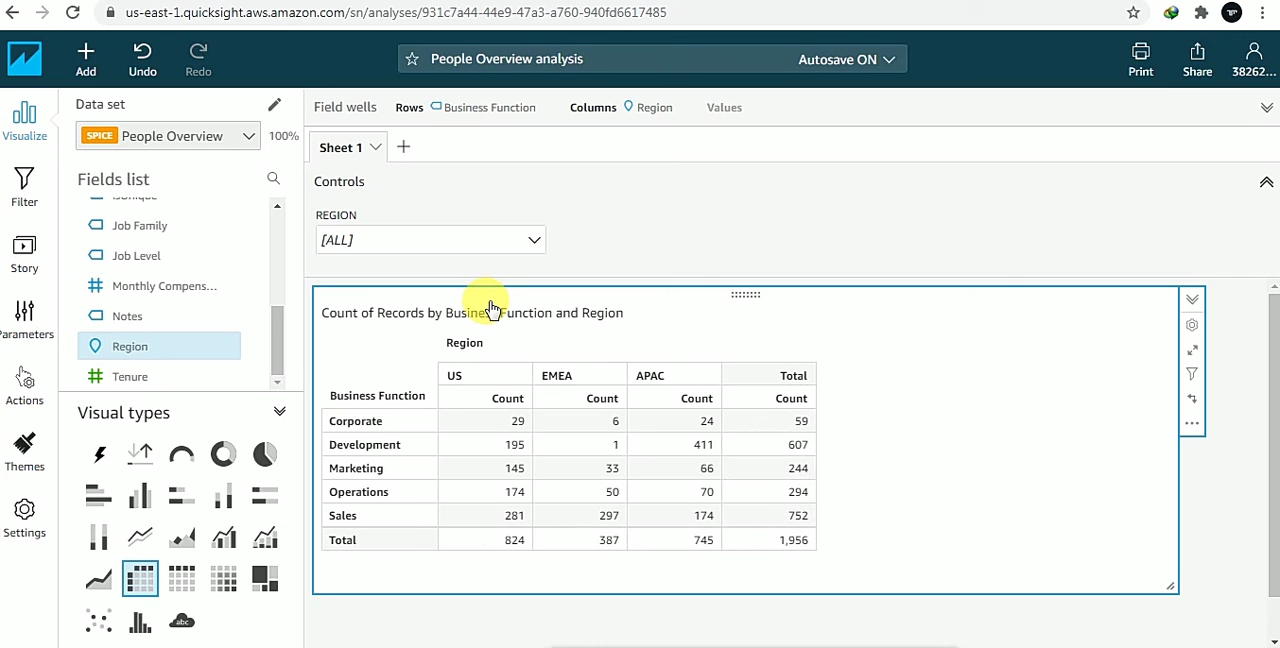 us-east-1.quicksight.aws.amazon.com/sn/analyses/931c7a44-44e9-47a3-a760-940fd6617485
Add
Undo
Redo
People Overview analysis
Autosave ON
Print
Share
38262...
Visualize
Filter
Story
Parameters
Actions
Themes
Settings
Data set
SPICE People Overview 100%
Fields list
isUnique
Job Family
Job Level
Monthly Compens...
Notes
Region
Tenure
Visual types
abc
Field wells Rows Business Function Columns Region Values
Sheet 1
Controls
REGION
[ALL]
Count of Records by Business Function and Region
Region
US EMEA APAC Total
Business Function Count Count Count Count
Corporate 29 6 24 59
Development 195 1 411 607
Marketing 145 33 66 244
Operations 174 50 70 294
Sales 281 297 174 752
Total 824 387 745 1,956